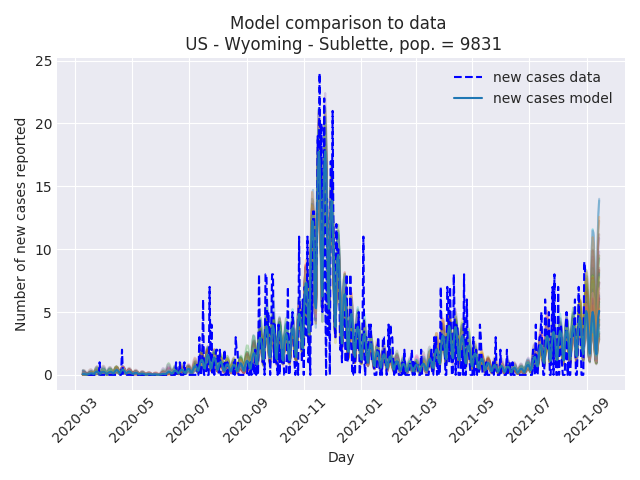 Model comparison to data
US - Wyoming - Sublette, pop. = 9831
Number of new cases reported
25
20
15
10
5
0
new cases data
new cases model
2020-03
2020-05
2020-07
2020-09
2020-11
2021-01
2021-03
2021-05
2021-07
2021-09
Day